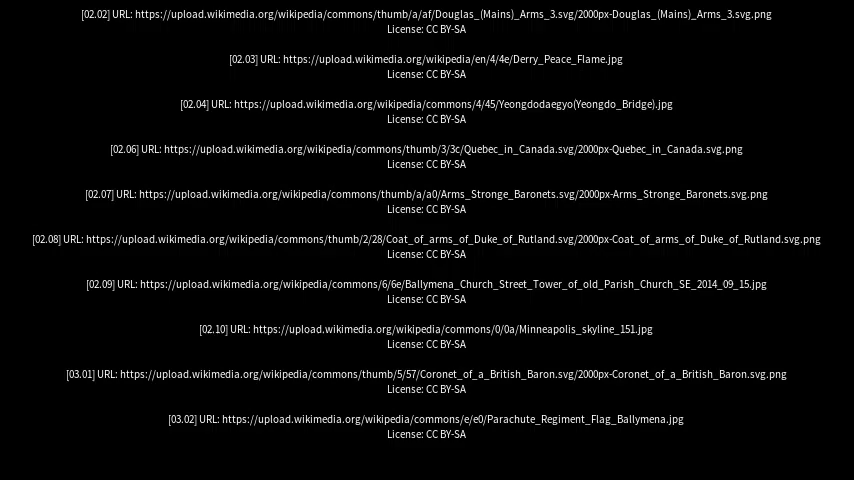 [02.02] URL: https://upload.wikimedia.org/wikipedia/commons/thumb/a/af/Douglas_(Mains)_Arms_3.svg/2000px-Douglas_(Mains)_Arms_3.svg.png
License: CC BY-SA
[02.03] URL: https://upload.wikimedia.org/wikipedia/en/4/4e/Derry_Peace_Flame.jpg
License: CC BY-SA
[02.04] URL: https://upload.wikimedia.org/wikipedia/commons/4/45/Yeongdodaegyo(Yeongdo_Bridge).jpg
License: CC BY-SA
[02.06] URL: https://upload.wikimedia.org/wikipedia/commons/thumb/3/3c/Quebec_in_Canada.svg/2000px-Quebec_in_Canada.svg.png
License: CC BY-SA
[02.07] URL: https://upload.wikimedia.org/wikipedia/commons/thumb/a/a0/Arms_Stronge_Baronets.svg/2000px-Arms_Stronge_Baronets.svg.png
License: CC BY-SA
[02.08] URL: https://upload.wikimedia.org/wikipedia/commons/thumb/2/28/Coat_of_arms_of_Duke_of_Rutland.svg/2000px-Coat_of_arms_of_Duke_of_Rutland.svg.png
License: CC BY-SA
[02.09] URL: https://upload.wikimedia.org/wikipedia/commons/6/6e/Ballymena_Church_Street_Tower_of_old_Parish_Church_SE_2014_09_15.jpg
License: CC BY-SA
[02.10] URL: https://upload.wikimedia.org/wikipedia/commons/0/0a/Minneapolis_skyline_151.jpg
License: CC BY-SA
[03.01] URL: https://upload.wikimedia.org/wikipedia/commons/thumb/5/57/Coronet_of_a_British_Baron.svg/2000px-Coronet_of_a_British_Baron.svg.png
License: CC BY-SA
[03.02] URL: https://upload.wikimedia.org/wikipedia/commons/e/e0/Parachute_Regiment_Flag_Ballymena.jpg
License: CC BY-SA